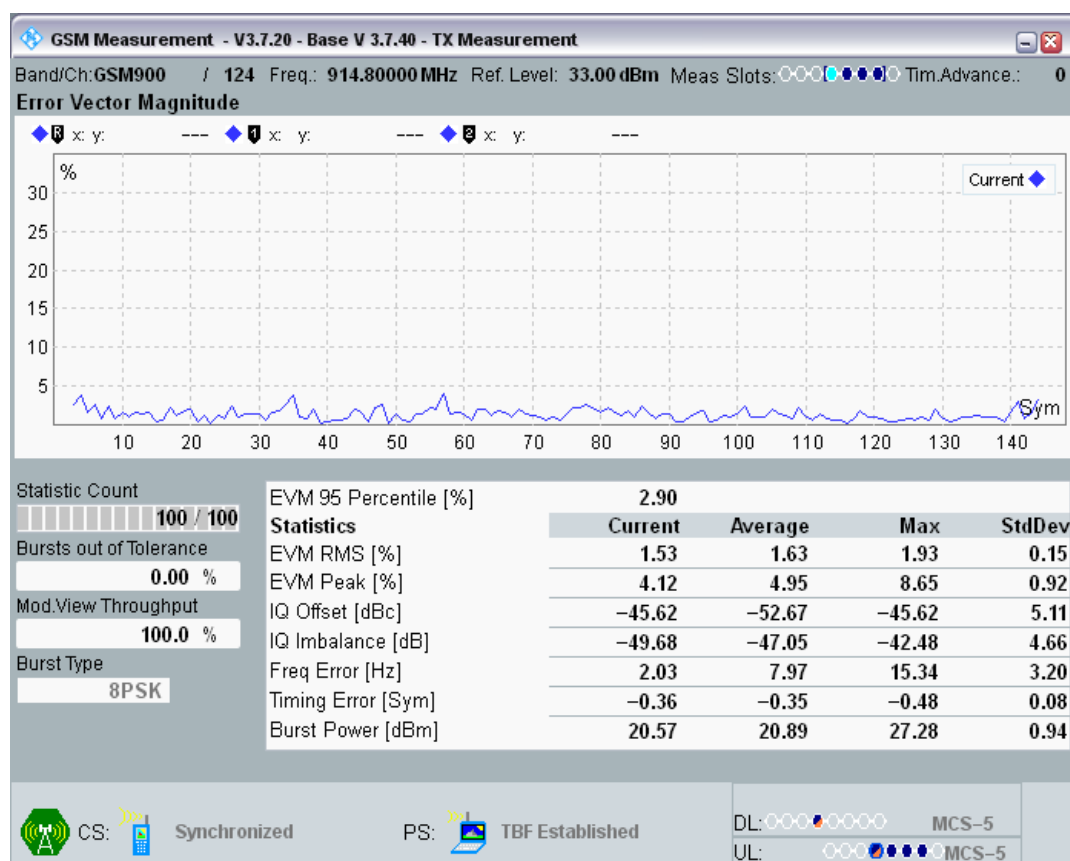 GSM Measurement - V3.7.20 - Base V 3.7.40 - TX Measurement
Band/Ch:GSM900 / 124 Freq.: 914.80000 MHz Ref. Level: 33.00 dBm Meas Slots: Tim.Advance.: 0
Error Vector Magnitude
R x: y: --- 1 x: y: --- 2 x: y: ---
%
Current
30
25
20
15
10
5
Sym
10 20 30 40 50 60 70 80 90 100 110 120 130 140
Statistic Count
100 / 100
Bursts out of Tolerance
0.00 %
Mod.View Throughput
100.0 %
Burst Type
8PSK
EVM 95 Percentile [%] 2.90
Statistics Current Average Max StdDev
EVM RMS [%] 1.53 1.63 1.93 0.15
EVM Peak [%] 4.12 4.95 8.65 0.92
IQ Offset [dBc] −45.62 −52.67 −45.62 5.11
IQ Imbalance [dB] −49.68 −47.05 −42.48 4.66
Freq Error [Hz] 2.03 7.97 15.34 3.20
Timing Error [Sym] −0.36 −0.35 −0.48 0.08
Burst Power [dBm] 20.57 20.89 27.28 0.94
CS: Synchronized PS: TBF Established
DL: MCS−5
UL: MCS−5